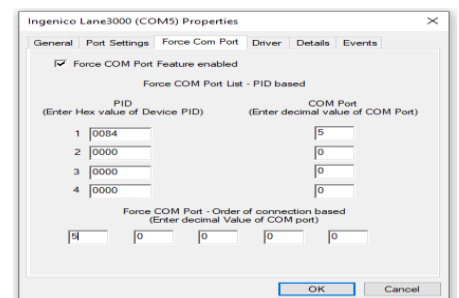 Ingenico Lane3000 (COM5) Properties
General Port Settings Force Com Port Driver Details Events
Force COM Port Feature enabled
Force COM Port List - PID based
PID COM Port
(Enter Hex value of Device PID) (Enter decimal value of COM Port)
1 0084 5
2 0000 0
3 0000 0
4 0000 0
Force COM Port - Order of connection based
(Enter decimal Value of COM port)
5 0 0 0 0
OK Cancel